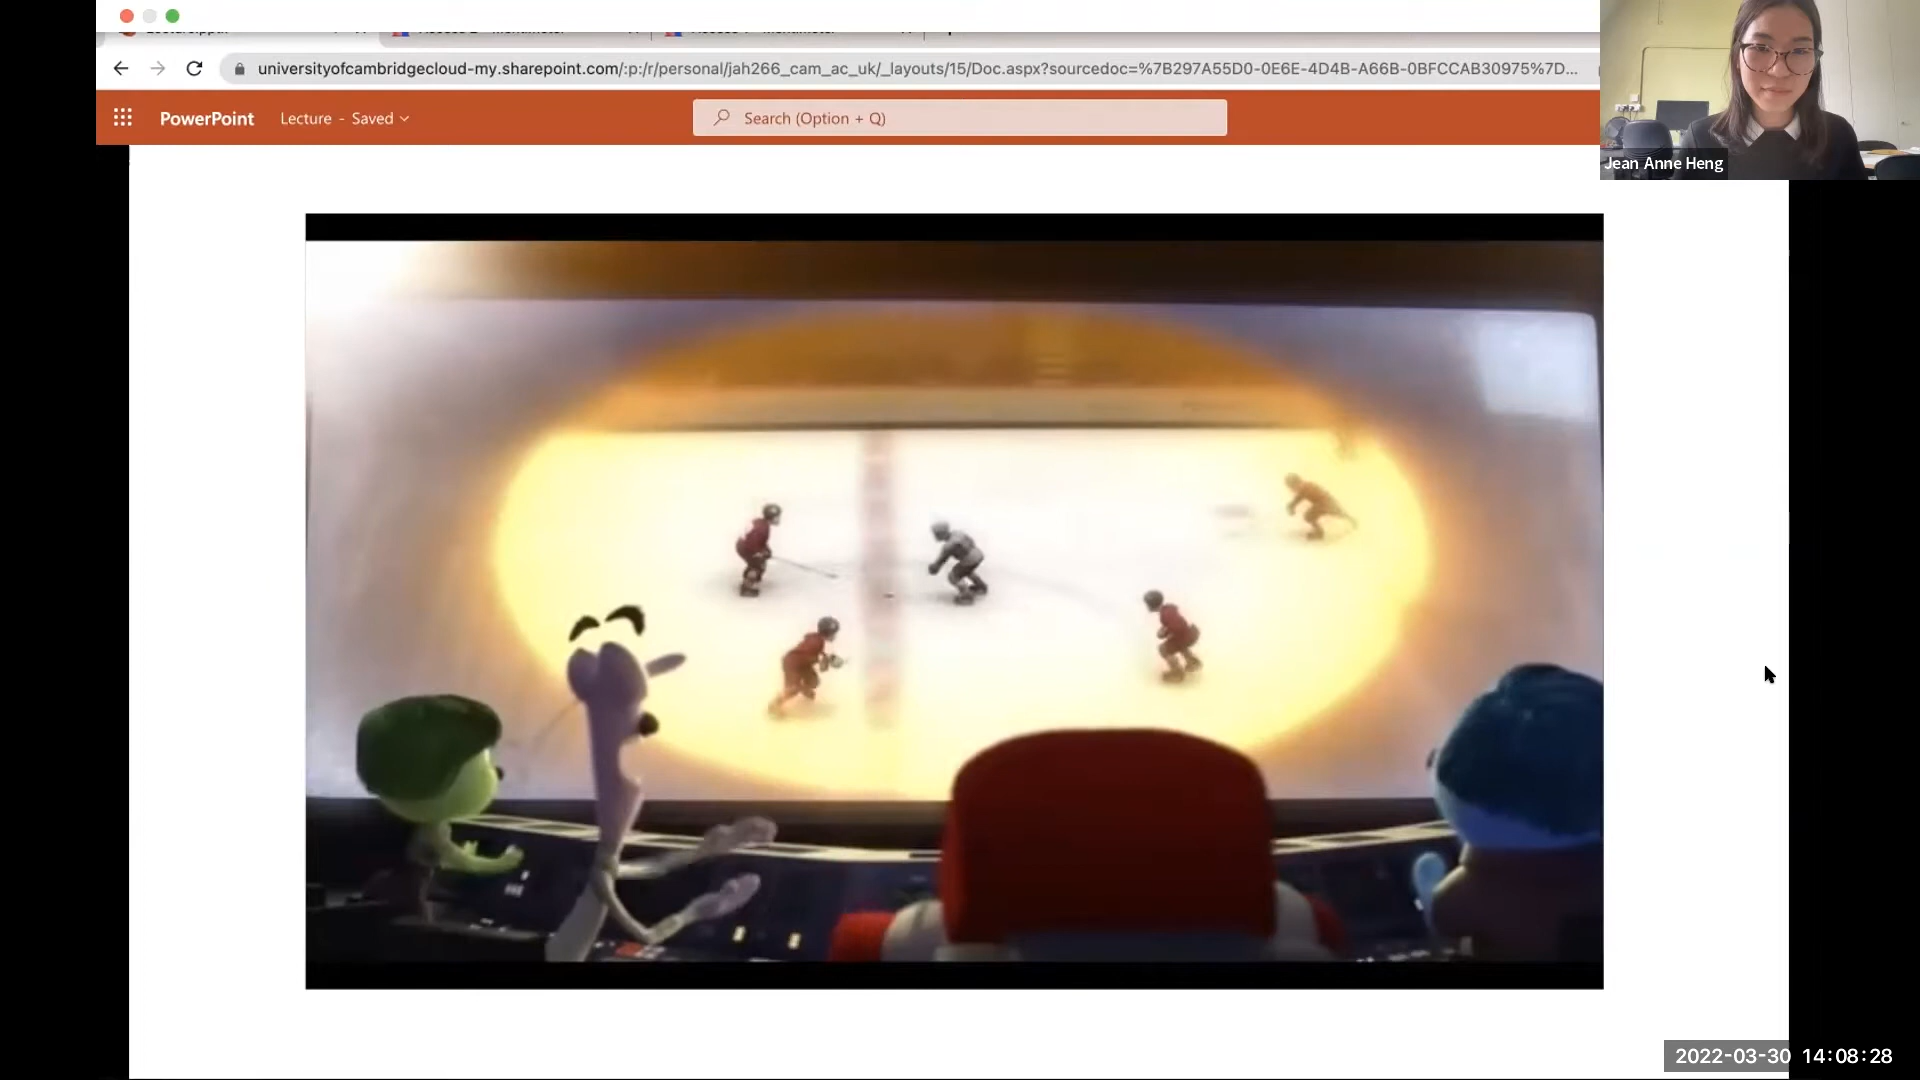 universityofcambridgecloud-my.sharepoint.com/:p:/r/personal/jah266_cam_ac_uk/_layouts/15/Doc.aspx?sourcedoc=%7B297A55D0-0E6E-4D4B-A66B-0BFCCAB30975%7D...
PowerPoint
Lecture - Saved
Search (Option + Q)
Jean Anne Heng
2022-03-30 14:08:28